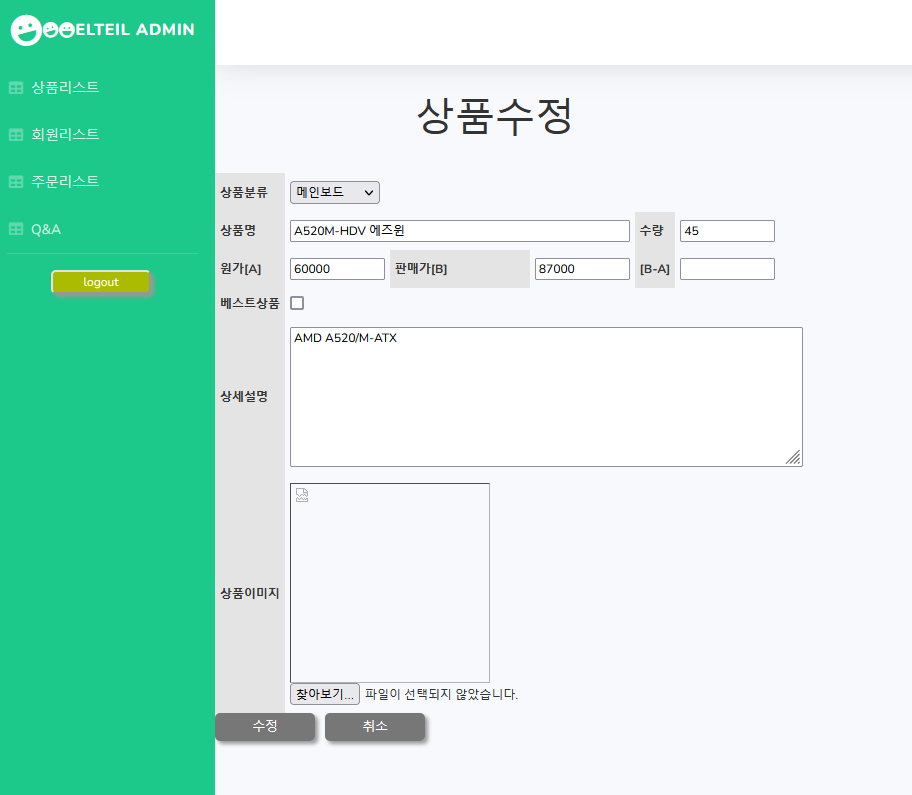 ELTEIL ADMIN
상품리스트
회원리스트
주문리스트
Q&A
logout
상품수정
상품분류 메인보드
상품명 A520M-HDV 에즈윈 수량 45
원가[A] 60000 판매가[B] 87000 [B-A]
베스트상품
상세설명 AMD A520/M-ATX
상품이미지
찾아보기... 파일이 선택되지 않았습니다.
수정 취소